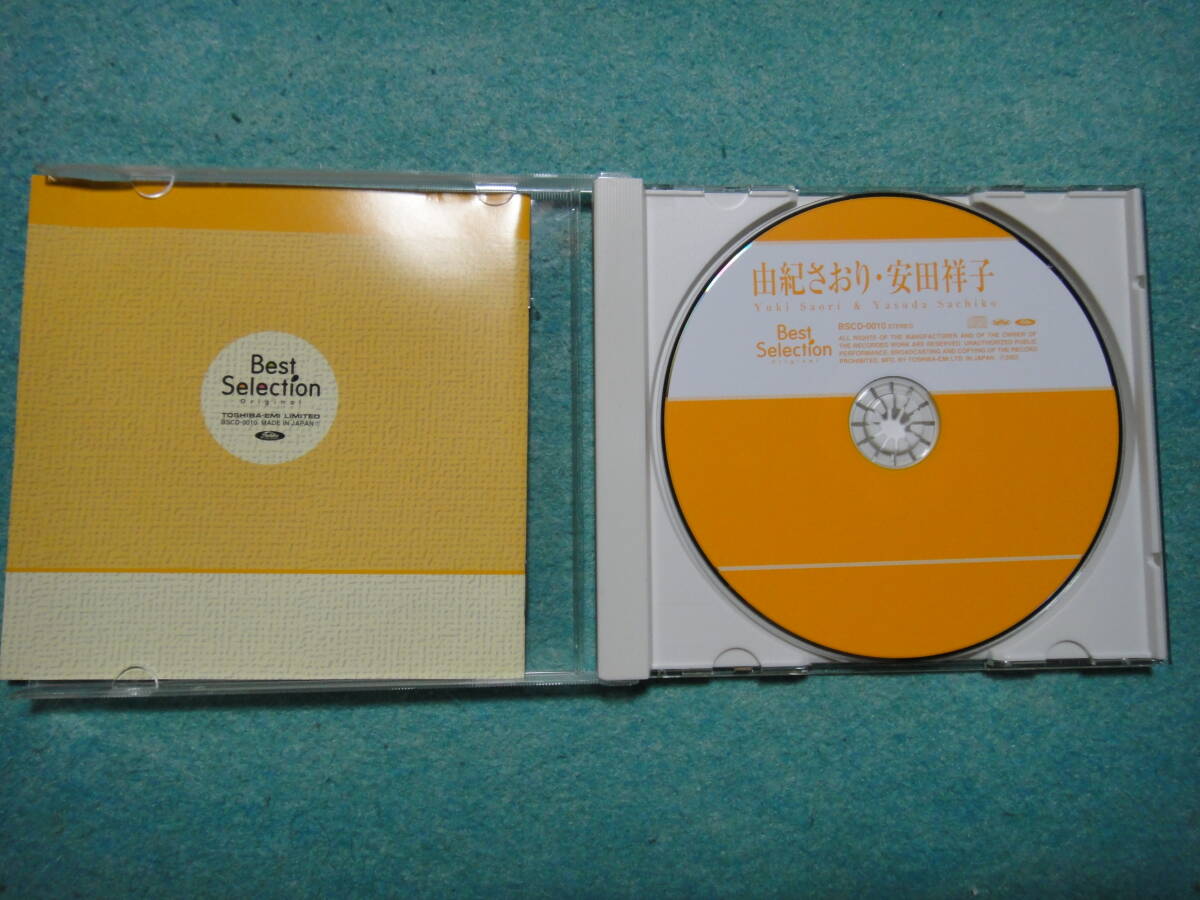 Best
Selection
Original
TOSHIBA-EMI LIMITED
BSCD-0010 MADE IN JAPAN
由紀さおり・安田祥子
Yuki Saori & Yasuda Sachiko
Best
Selection
Original
BSCD-0010 STEREO
ALL RIGHTS OF THE MANUFACTURER AND OF THE OWNER OF
THE RECORDED WORK ARE RESERVED. UNAUTHORIZED PUBLIC
PERFORMANCE, BROADCASTING AND COPYING OF THIS RECORD
PROHIBITED. MFG. BY TOSHIBA-EMI LTD. IN JAPAN